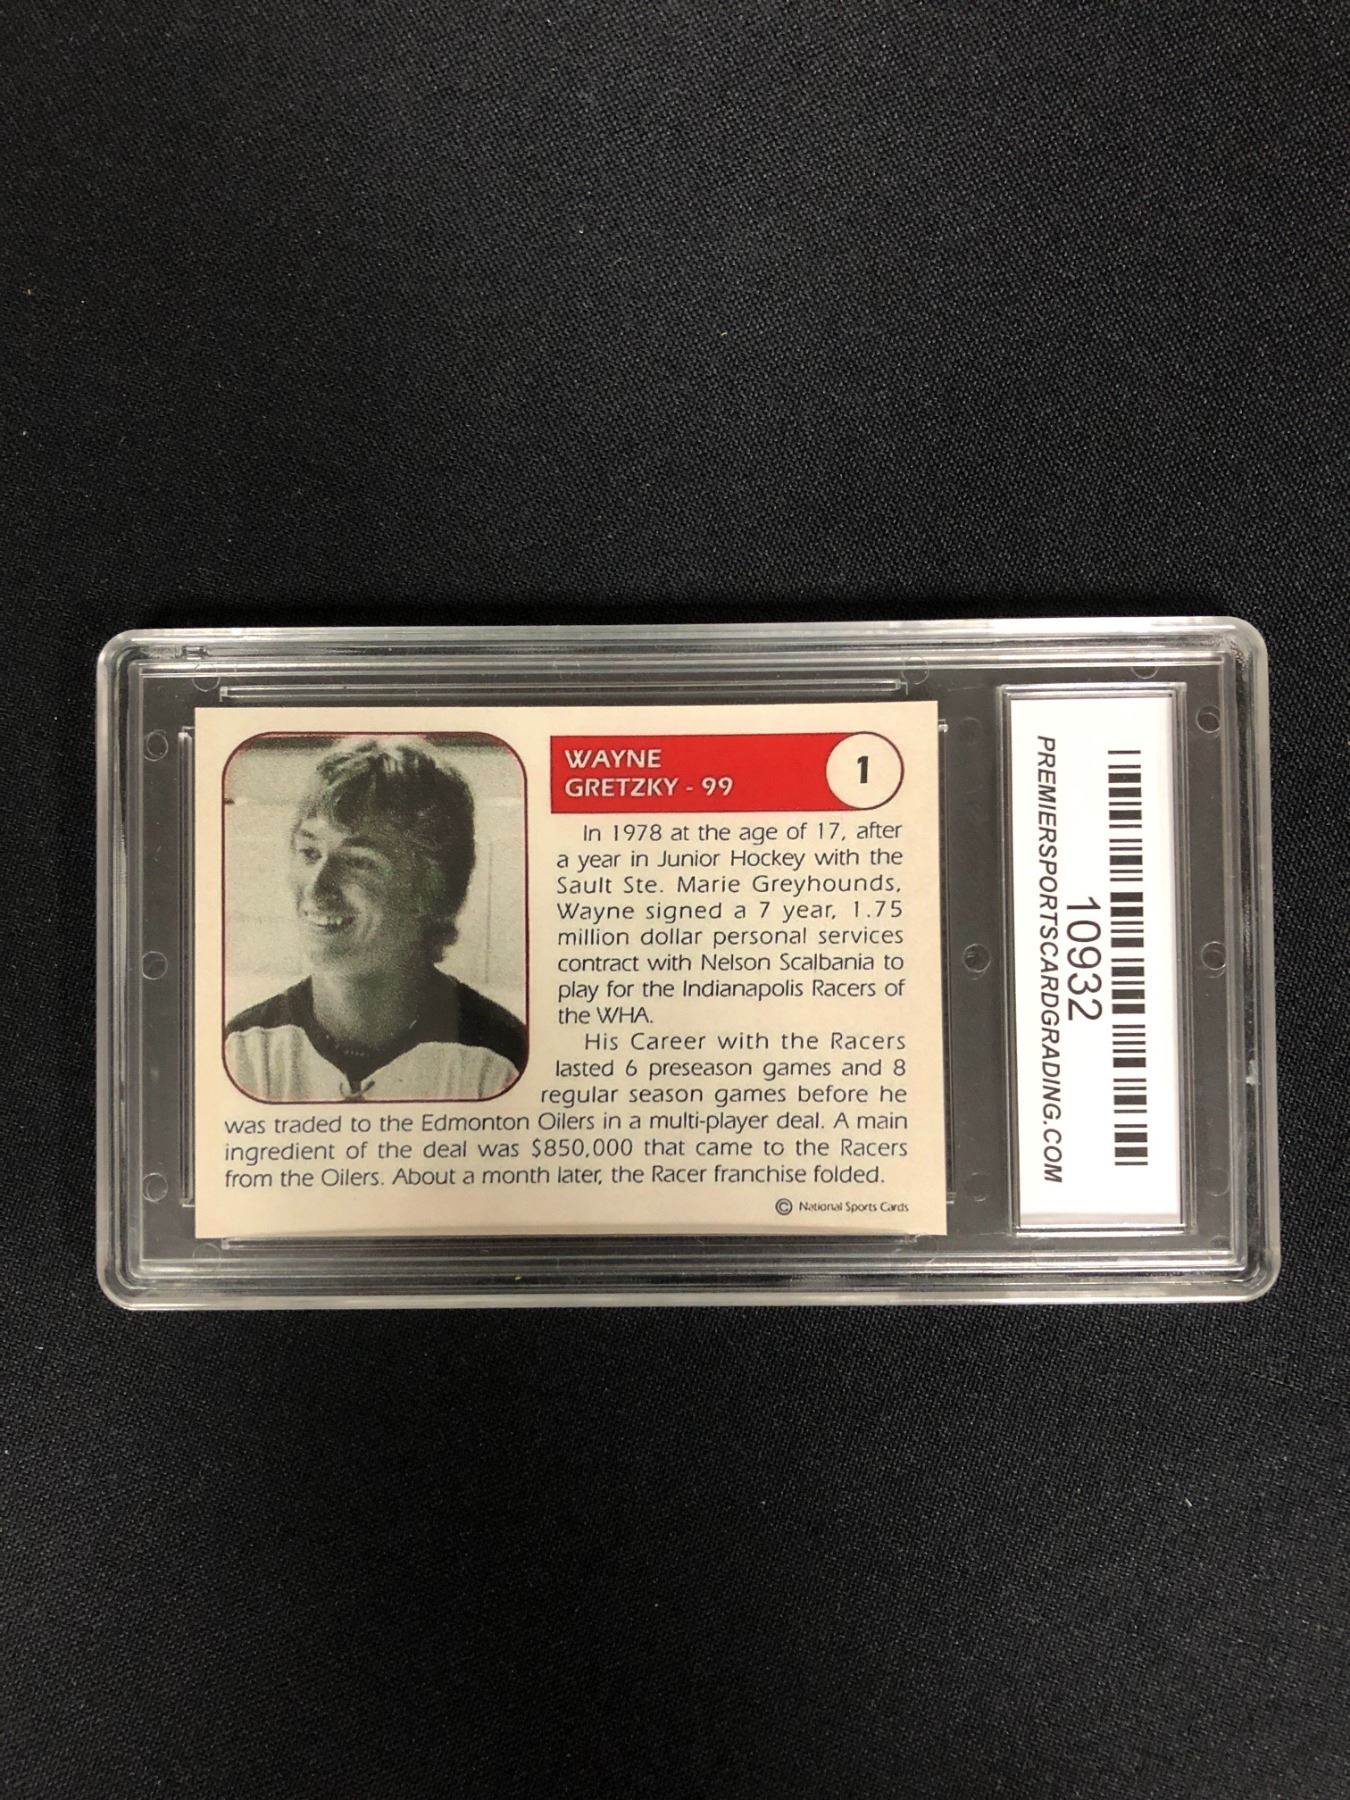 WAYNE
GRETZKY - 99
1
In 1978 at the age of 17, after
a year in Junior Hockey with the
Sault Ste. Marie Greyhounds,
Wayne signed a 7 year, 1.75
million dollar personal services
contract with Nelson Scalbania to
play for the Indianapolis Racers of
the WHA.
His Career with the Racers
lasted 6 preseason games and 8
regular season games before he
was traded to the Edmonton Oilers in a multi-player deal. A main
ingredient of the deal was $850,000 that came to the Racers
from the Oilers. About a month later, the Racer franchise folded.
© National Sports Cards
10932
PREMIERSPORTSCARDGRADING.COM